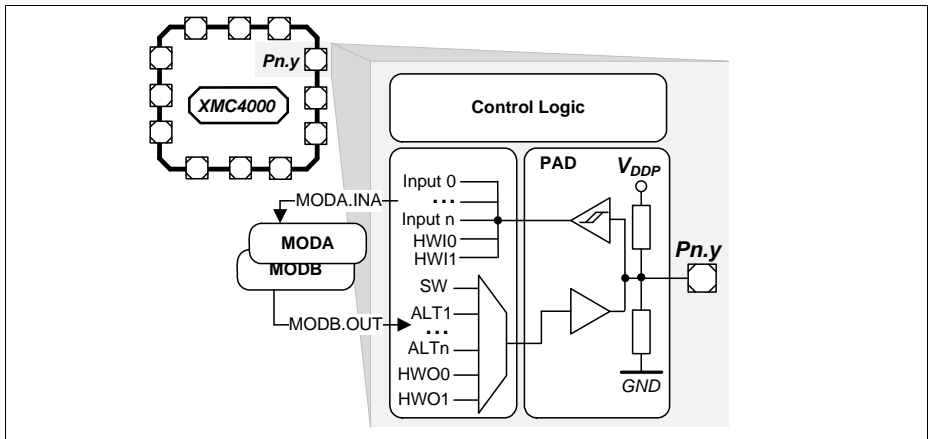 Pn.y
XMC4000
Control Logic
PAD
VDDP
Input 0
...
Input n
HWI0
HWI1
MODA.INA
MODA
MODB
Pn.y
SW
ALT1
...
ALTn
HWO0
HWO1
MODB.OUT
GND